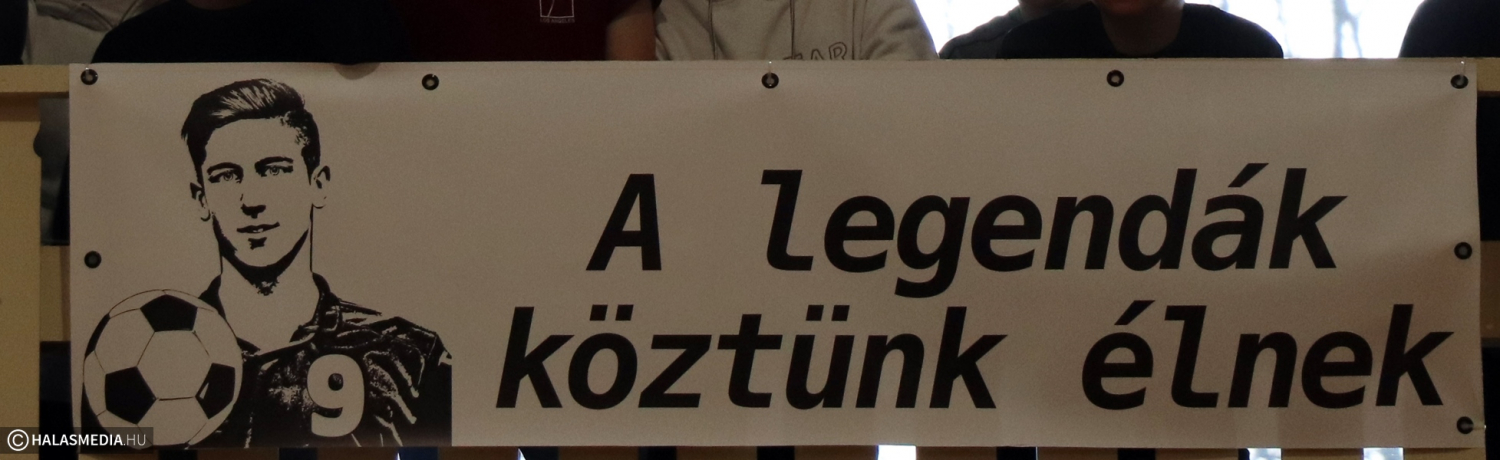 A legendák
köztünk élnek
9
© HALASMEDIA.HU